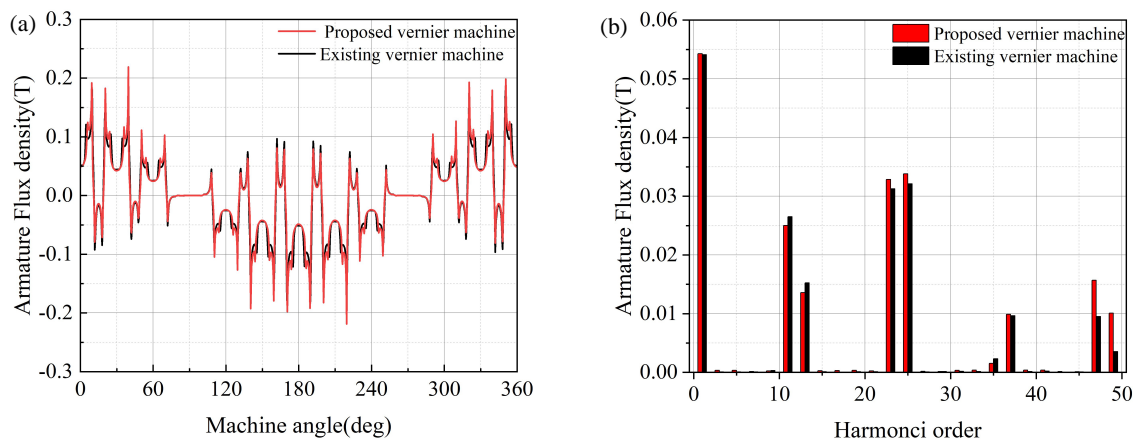 (a)
0.3
0.2
0.1
0.0
-0.1
-0.2
-0.3
Armature Flux density(T)
Proposed vernier machine
Existing vernier machine
0 60 120 180 240 300 360
Machine angle(deg)
(b)
0.06
0.05
0.04
0.03
0.02
0.01
0.00
Armature Flux density(T)
Proposed vernier machine
Existing vernier machine
0 10 20 30 40 50
Harmonci order